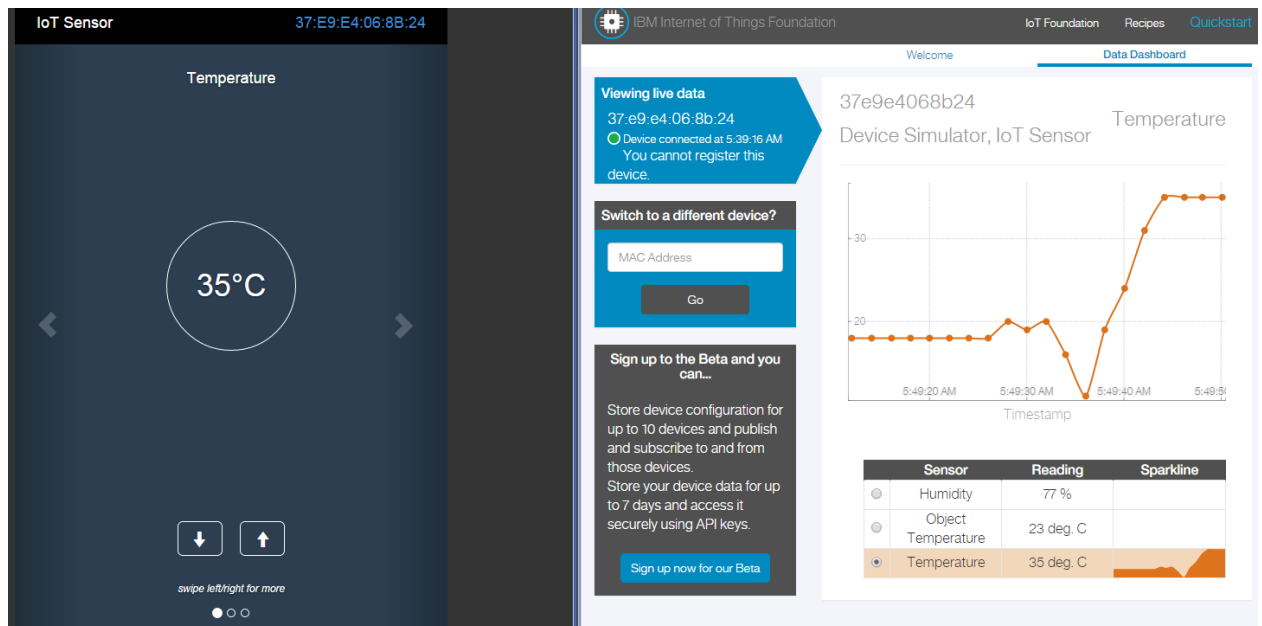 IoT Sensor 37:E9:E4:06:8B:24
Temperature
35°C
swipe left/right for more
IBM Internet of Things Foundation
IoT Foundation Recipes Quickstart
Welcome Data Dashboard
Viewing live data
37:e9:e4:06:8b:24
Device connected at 5:39:16 AM
You cannot register this
device.
Switch to a different device?
MAC Address
Go
Sign up to the Beta and you
can...
Store device configuration for
up to 10 devices and publish
and subscribe to and from
those devices.
Store your device data for up
to 7 days and access it
securely using API keys.
Sign up now for our Beta
37e9e4068b24
Device Simulator, IoT Sensor
Temperature
30
20
5:49:20 AM 5:49:30 AM 5:49:40 AM 5:49:50
Timestamp
Sensor Reading Sparkline
Humidity 77 %
Object
Temperature 23 deg. C
Temperature 35 deg. C